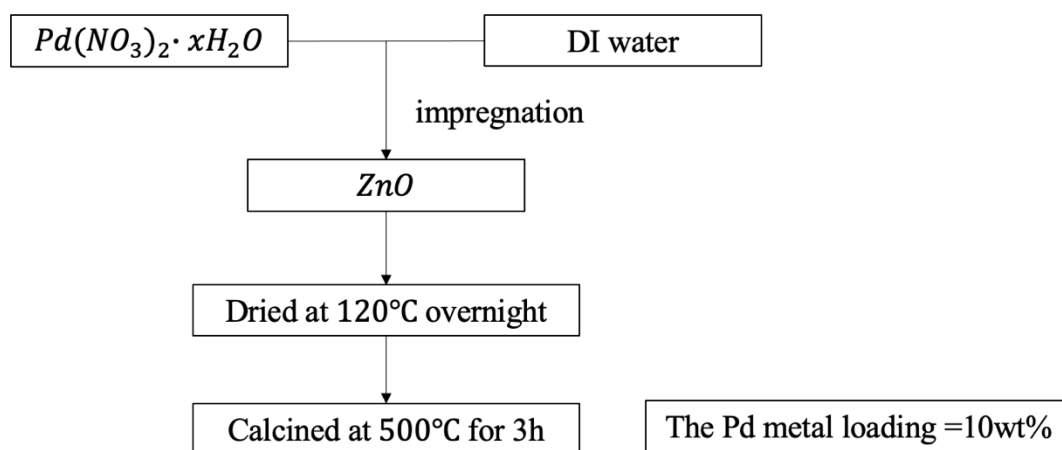 Pd(NO₃)₂· xH₂O
DI water
impregnation
ZnO
Dried at 120℃ overnight
Calcined at 500℃ for 3h
The Pd metal loading =10wt%